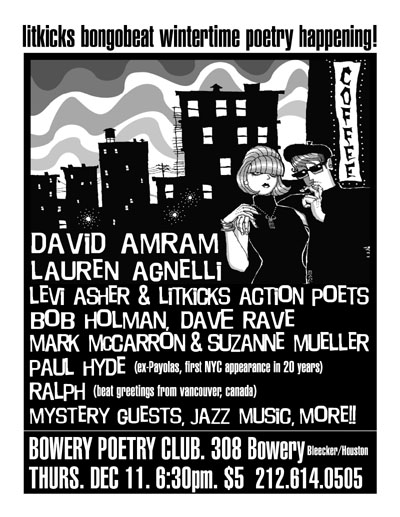 litkicks bongobeat wintertime poetry happening!
COFFEE
DAVID AMRAM
LAUREN AGNELLI
LEVI ASHER & LITKICKS ACTION POETS
BOB HOLMAN, DAVE RAVE
MARK McCARRON & SUZANNE MUELLER
PAUL HYDE (ex-Payolas, first NYC appearance in 20 years)
RALPH (beat greetings from vancouver, canada)
MYSTERY GUESTS, JAZZ MUSIC, MORE!!
BOWERY POETRY CLUB. 308 Bowery Bleecker/Houston
THURS. DEC 11. 6:30pm. $5 212.614.0505